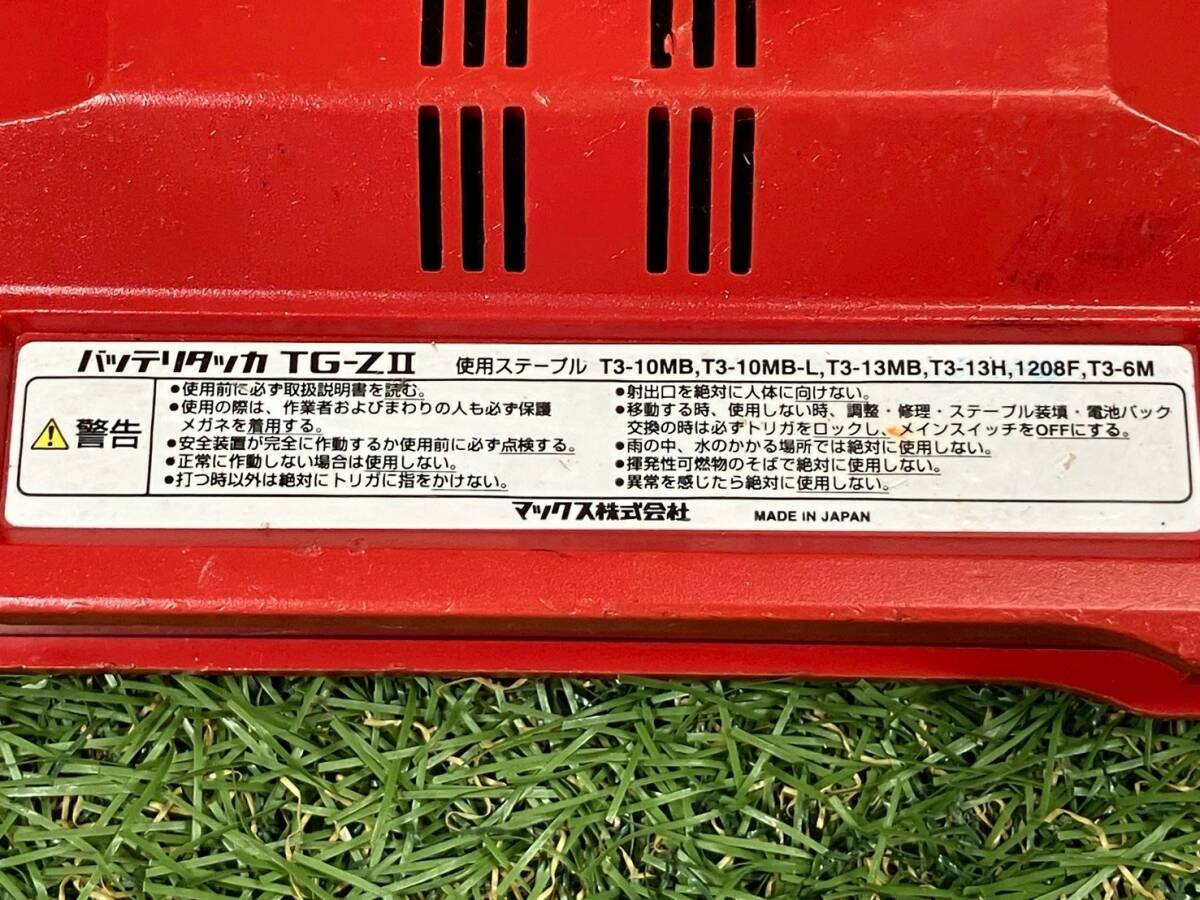 バッテリタッカ TG-ZⅡ 使用ステープル T3-10MB,T3-10MB-L,T3-13MB,T3-13H,1208F,T3-6M
警告
●使用前に必ず取扱説明書を読む。
●使用の際は、作業者およびまわりの人も必ず保護
メガネを着用する。
●安全装置が完全に作動するか使用前に必ず点検する。
●正常に作動しない場合は使用しない。
●打つ時以外は絶対にトリガに指をかけない。
●射出口を絶対に人体に向けない。
●移動する時、使用しない時、調整・修理・ステープル装填・電池パック
交換の時は必ずトリガをロックし、メインスイッチをOFFにする。
●雨の中、水のかかる場所では絶対に使用しない。
●揮発性可燃物のそばで絶対に使用しない。
●異常を感じたら絶対に使用しない。
マックス株式会社 MADE IN JAPAN